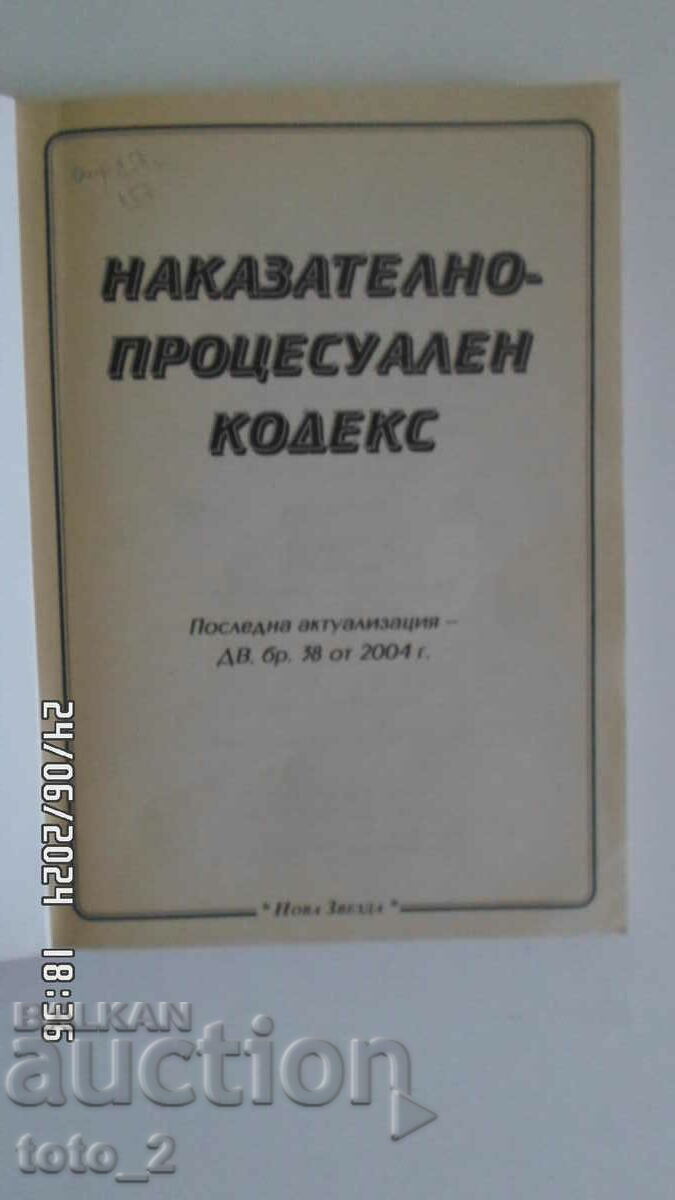 НАКАЗАТЕЛНО-
ПРОЦЕСУАЛЕН
КОДЕКС
Последна актуализация –
ДВ, бр. 38 от 2004 г.
* НОВА ЗВЕЗДА *
24/06/2024 18:36
BALKAN
auction
toto_2